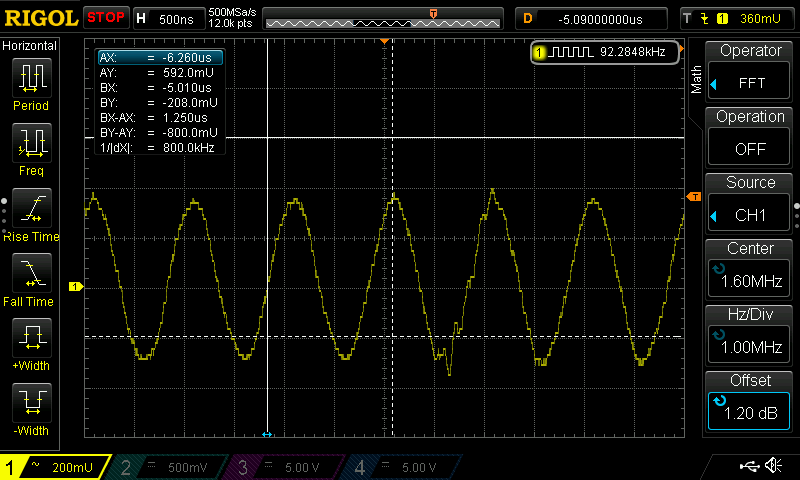 RIGOL STOP H 500ns 500MSa/s 12.0k pts D -5.09000000us T 1 360mU
Horizontal
Period
Freq
Rise Time
Fall Time
+Width
-Width
AX: = -6.260us
AY: = 592.0mU
BX: = -5.010us
BY: = -208.0mU
BX-AX: = 1.250us
BY-AY: = -800.0mU
1/|dX|: = 800.0kHz
1 92.2848kHz
T
1
Math
Operator
FFT
Operation
OFF
Source
CH1
Center
1.60MHz
Hz/Div
1.00MHz
Offset
1.20 dB
1 ~ 200mU 2 = 500mV 3 = 5.00 V 4 = 5.00 V